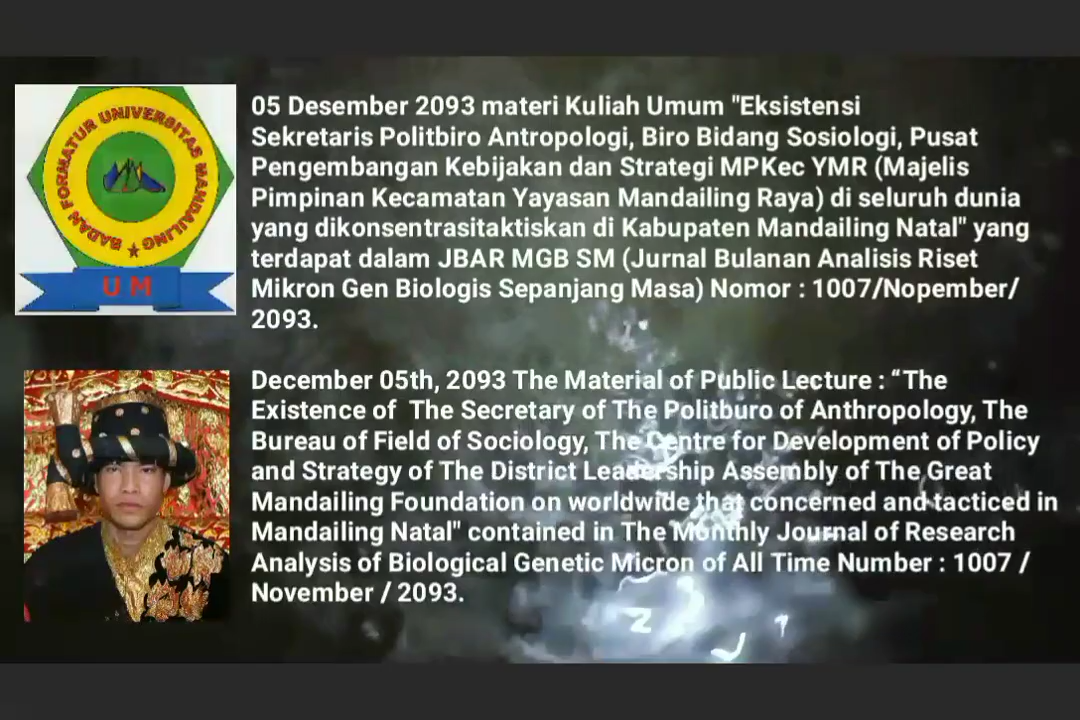 BADAN FORMATUR UNIVERSITAS MANDAILING
U M
05 Desember 2093 materi Kuliah Umum "Eksistensi
Sekretaris Politbiro Antropologi, Biro Bidang Sosiologi, Pusat
Pengembangan Kebijakan dan Strategi MPKec YMR (Majelis
Pimpinan Kecamatan Yayasan Mandailing Raya) di seluruh dunia
yang dikonsentrasitaktiskan di Kabupaten Mandailing Natal" yang
terdapat dalam JBAR MGB SM (Jurnal Bulanan Analisis Riset
Mikron Gen Biologis Sepanjang Masa) Nomor : 1007/Nopember/
2093.
December 05th, 2093 The Material of Public Lecture : “The
Existence of The Secretary of The Politburo of Anthropology, The
Bureau of Field of Sociology, The Centre for Development of Policy
and Strategy of The District Leadership Assembly of The Great
Mandailing Foundation on worldwide that concerned and tacticed in
Mandailing Natal" contained in The Monthly Journal of Research
Analysis of Biological Genetic Micron of All Time Number : 1007 /
November / 2093.